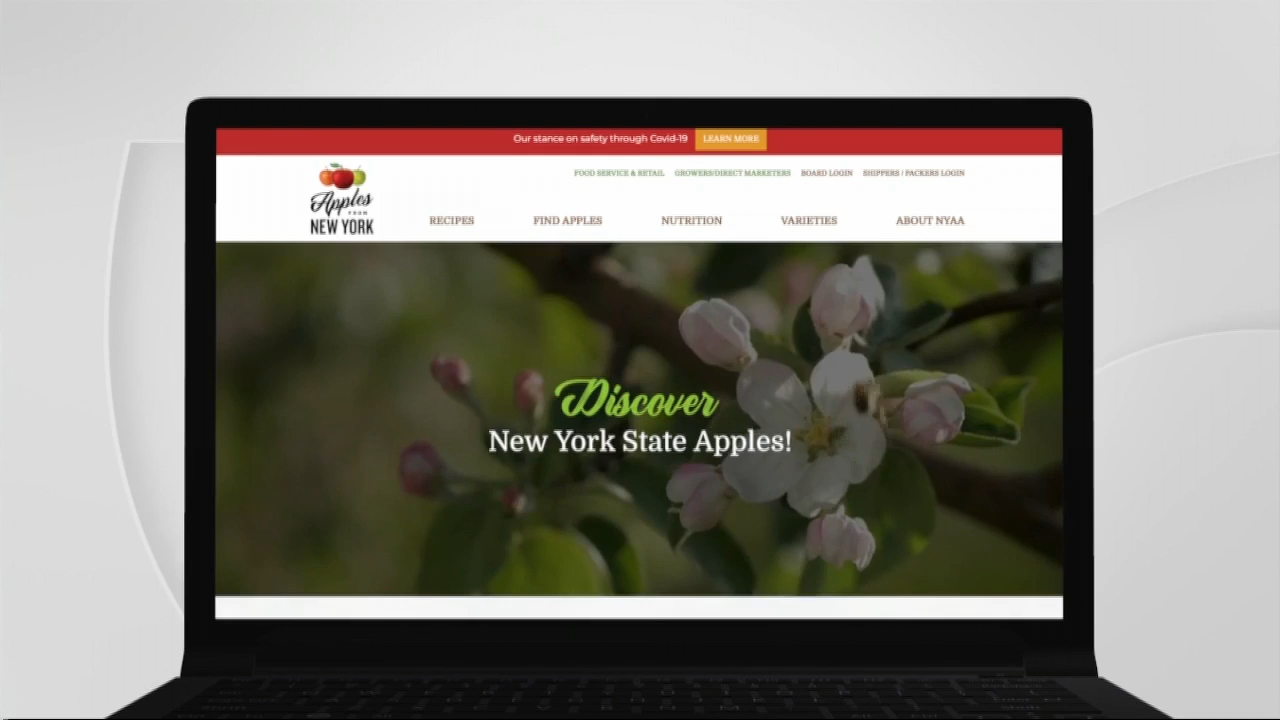 Our stance on safety through Covid-19 LEARN MORE
FOOD SERVICE & RETAIL GROWERS/DIRECT MARKETERS BOARD LOGIN SHIPPERS / PACKERS LOGIN
Apples
FROM
NEW YORK
RECIPES FIND APPLES NUTRITION VARIETIES ABOUT NYAA
Discover
New York State Apples!